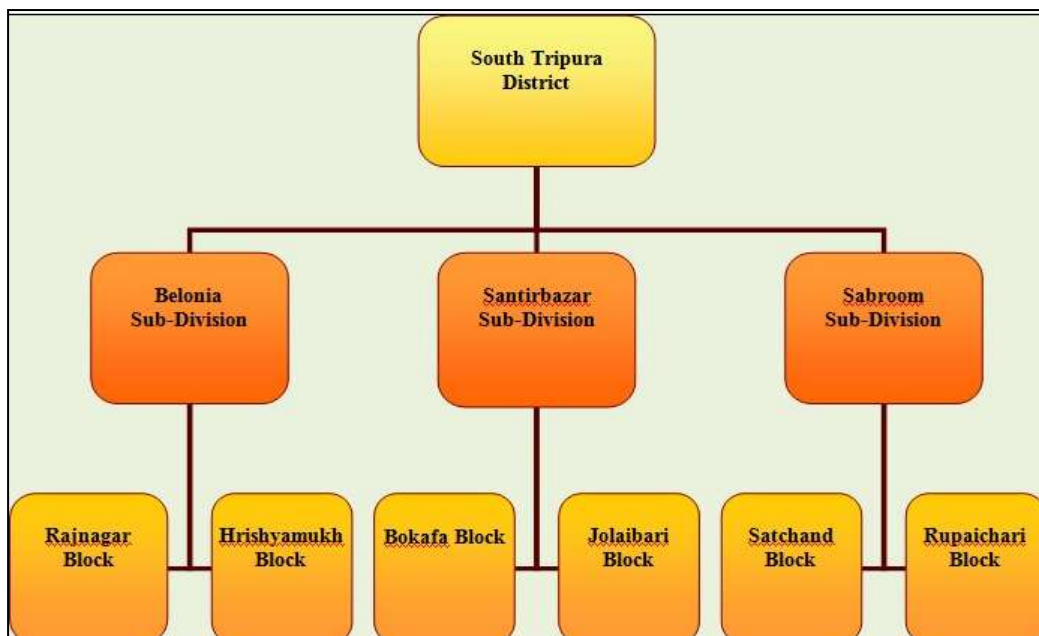 South Tripura
District
Belonia
Sub-Division
Santirbazar
Sub-Division
Sabroom
Sub-Division
Rajnagar
Block
Hrishyamukh
Block
Bokafa Block
Jolaibari
Block
Satchand
Block
Rupaichari
Block